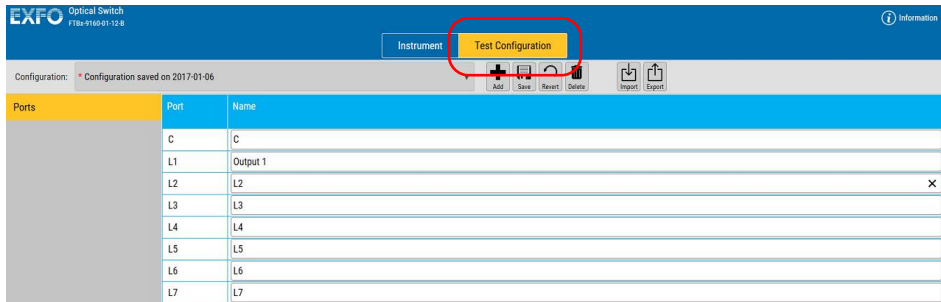 EXFO Optical Switch
FTBx-9160-01-12-B
i Information
Instrument Test Configuration
Configuration: * Configuration saved on 2017-01-06
Add Save Revert Delete Import Export
Ports Port Name
C C
L1 Output 1
L2 L2
L3 L3
L4 L4
L5 L5
L6 L6
L7 L7